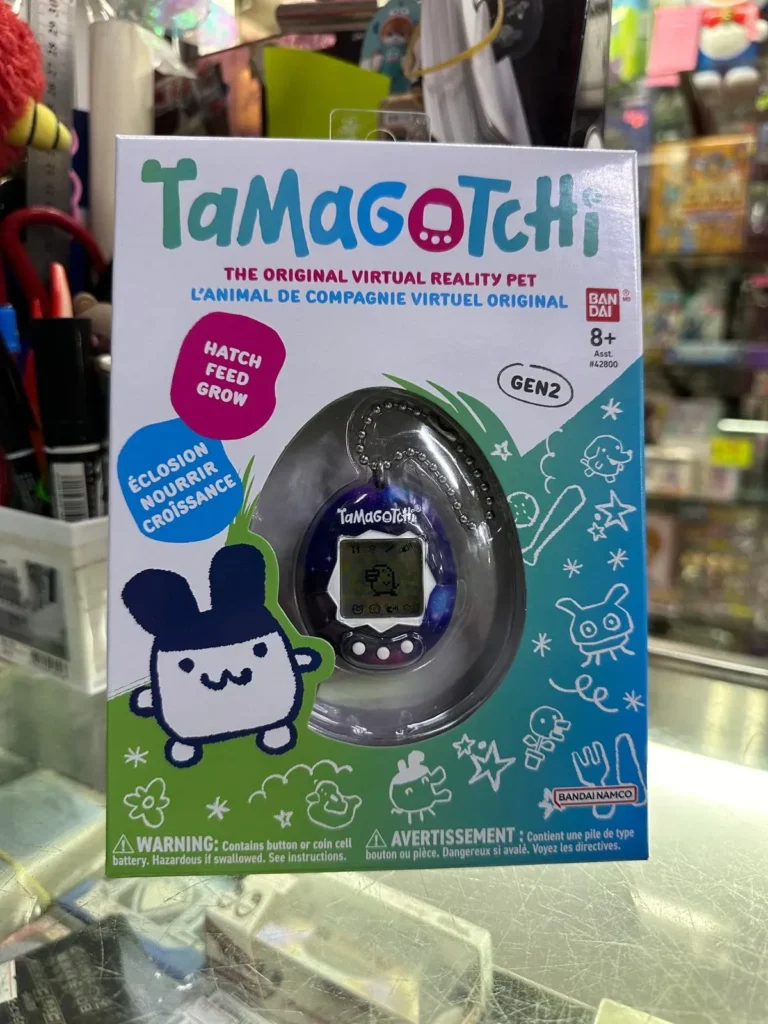 TaMaGoTcHi
THE ORIGINAL VIRTUAL REALITY PET
L'ANIMAL DE COMPAGNIE VIRTUEL ORIGINAL
BAN
DAI
8+
Asst.
#42800
HATCH
FEED
GROW
GEN2
ÉCLOSION
NOURRIR
CROISSANCE
TaMaGoTcHi
BANDAI NAMCO
WARNING: Contains button or coin cell
battery. Hazardous if swallowed. See instructions.
AVERTISSEMENT : Contient une pile de type
bouton ou pièce. Dangereux si avalé. Voyez les directives.